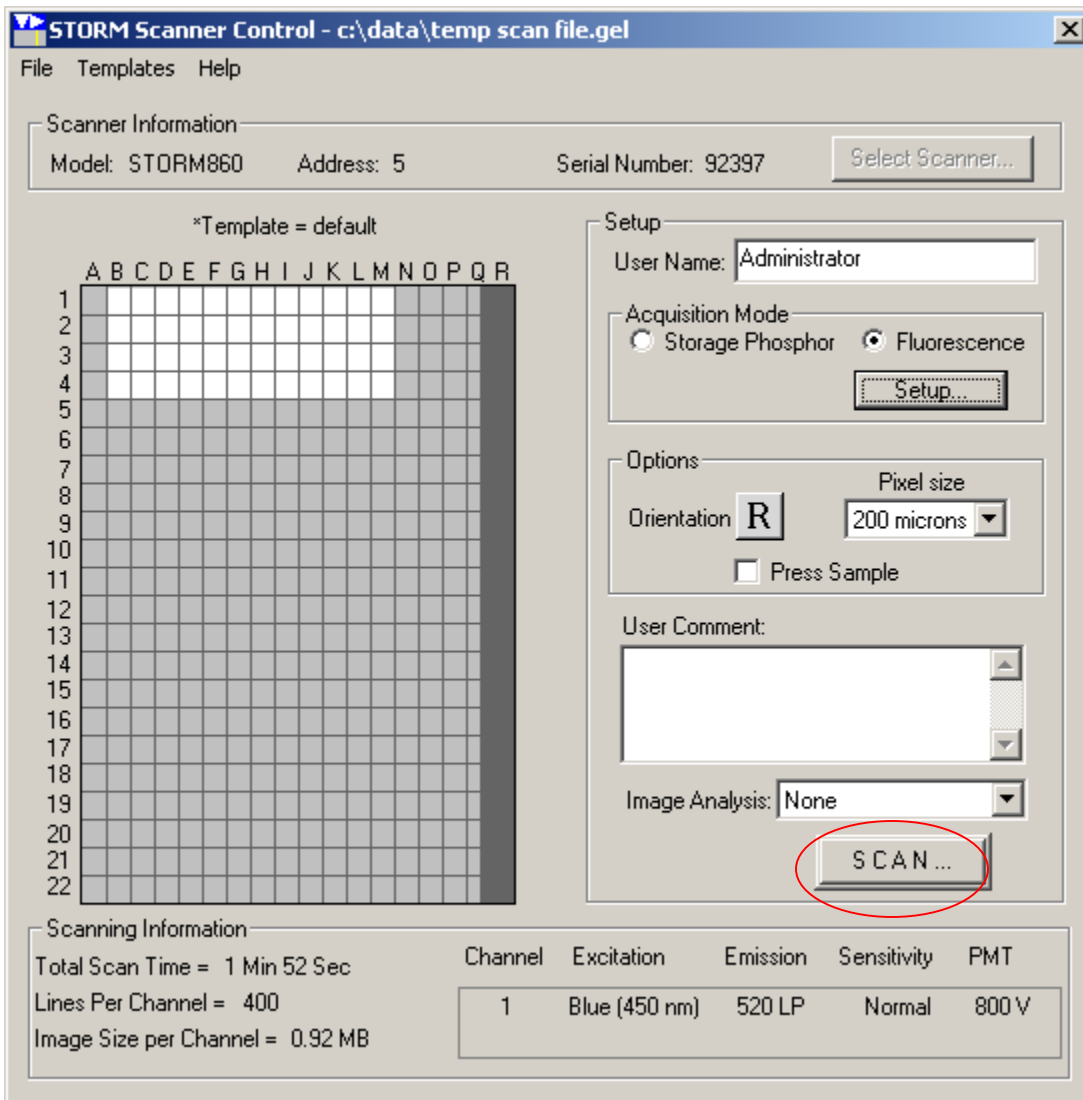 STORM Scanner Control - c:\data\temp scan file.gel
File Templates Help
Scanner Information
Model: STORM860 Address: 5 Serial Number: 92397 Select Scanner...
*Template = default
A B C D E F G H I J K L M N O P Q R
1
2
3
4
5
6
7
8
9
10
11
12
13
14
15
16
17
18
19
20
21
22
Setup
User Name: Administrator
Acquisition Mode
Storage Phosphor Fluorescence
Setup...
Options
Pixel size
Orientation R 200 microns
Press Sample
User Comment:
Image Analysis: None
SCAN...
Scanning Information
Total Scan Time = 1 Min 52 Sec
Lines Per Channel = 400
Image Size per Channel = 0.92 MB
Channel Excitation Emission Sensitivity PMT
1 Blue (450 nm) 520 LP Normal 800 V